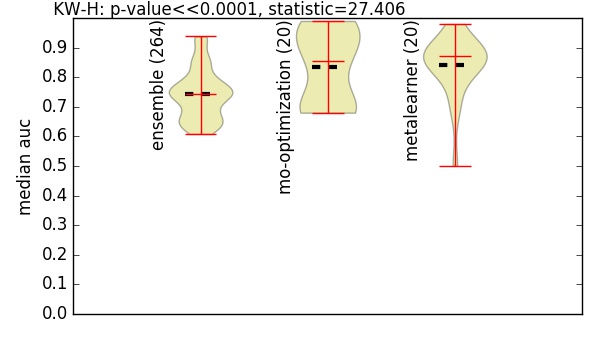 KW-H: p-value<<0.0001, statistic=27.406
median auc
0.9
0.8
0.7
0.6
0.5
0.4
0.3
0.2
0.1
0.0
ensemble (264)
mo-optimization (20)
metalearner (20)